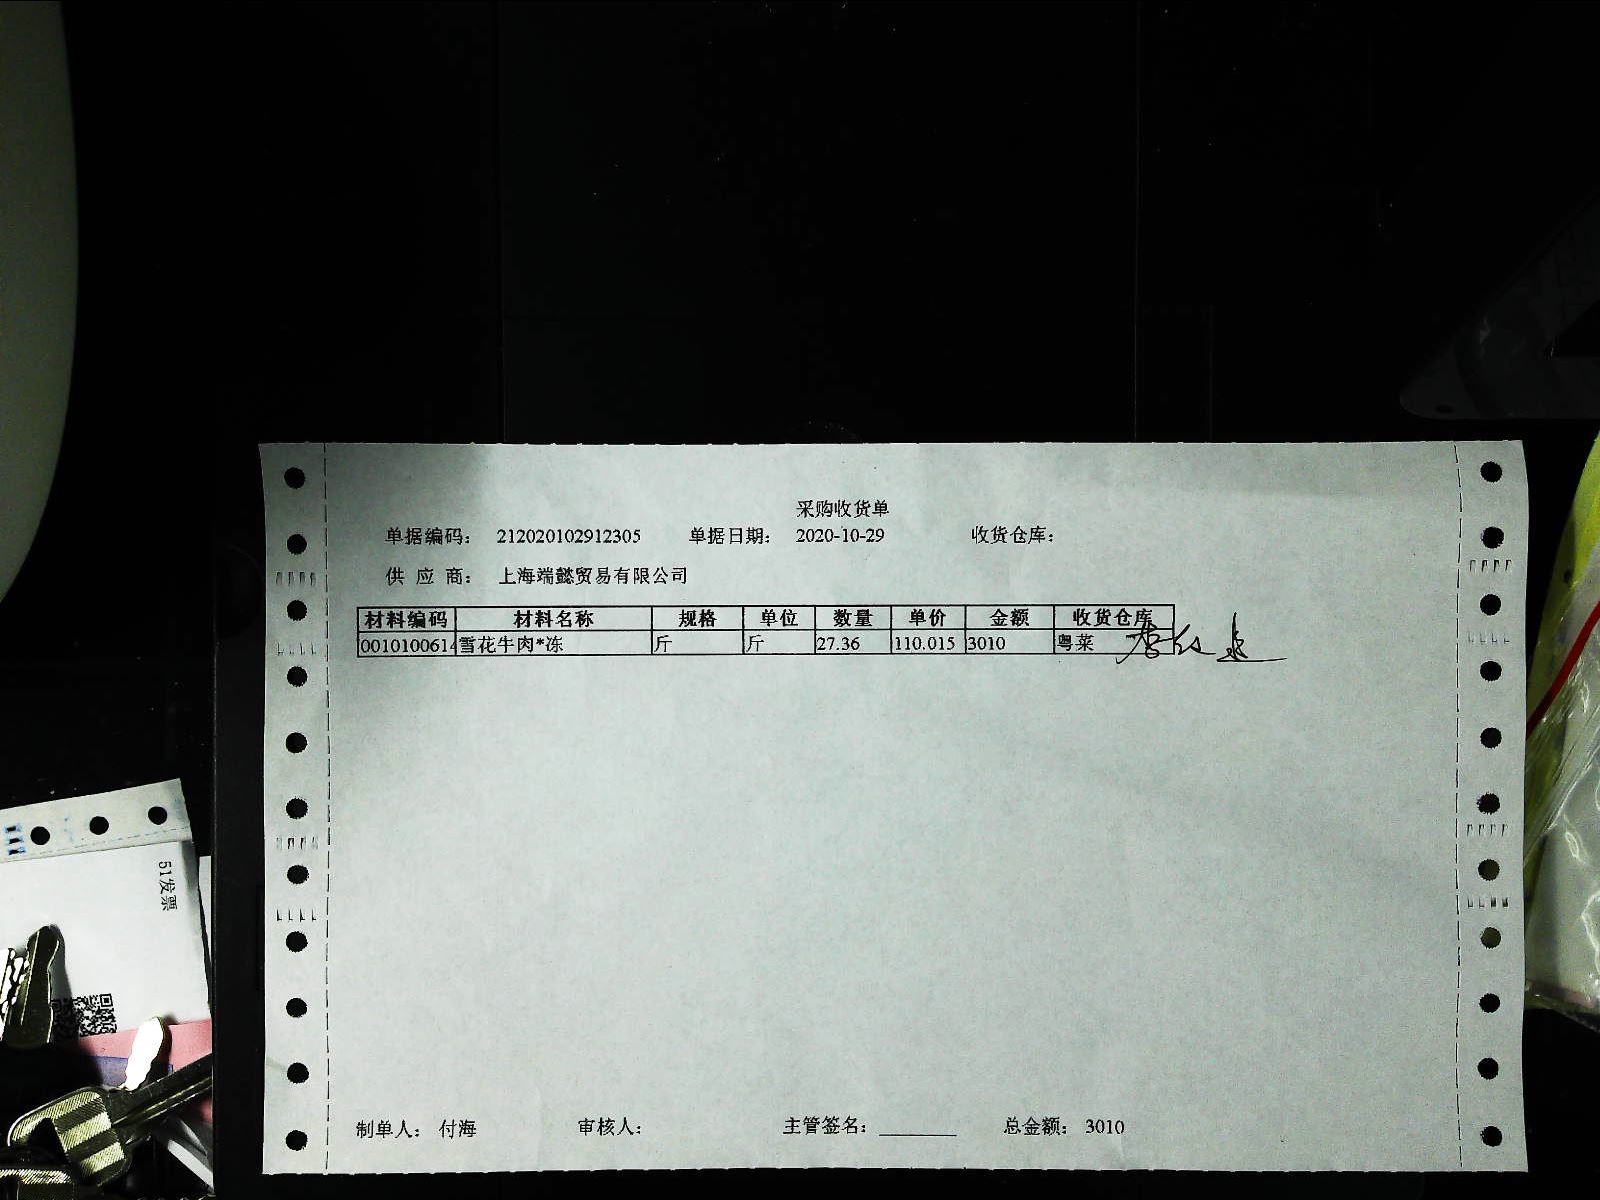 采购收货单
单据编码： 212020102912305 单据日期： 2020-10-29 收货仓库：
供 应 商： 上海端懿贸易有限公司
材料编码 材料名称 规格 单位 数量 单价 金额 收货仓库
0010100614 雪花牛肉*冻 斤 斤 27.36 110.015 3010 粤菜
制单人： 付海 审核人： 主管签名： ________ 总金额： 3010
51发票